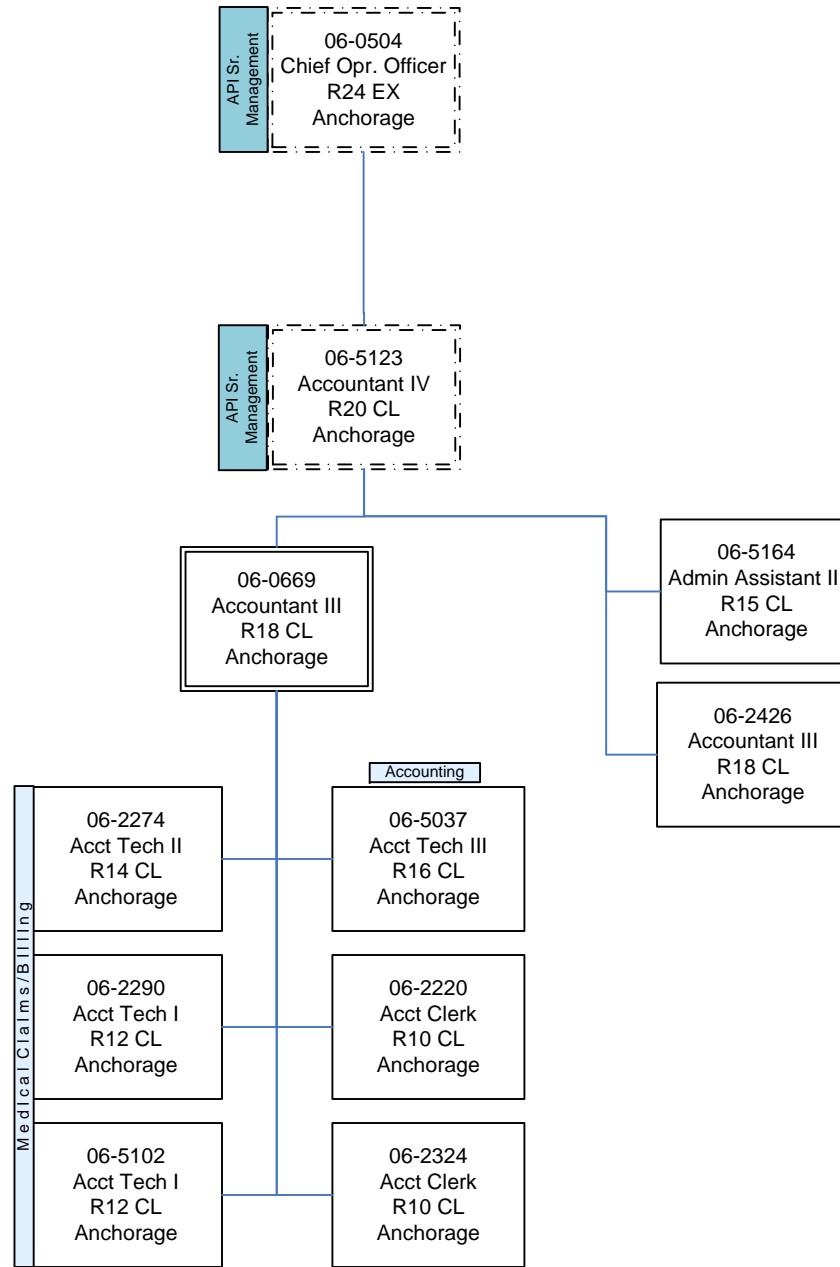 API Sr.
Management
06-0504
Chief Opr. Officer
R24 EX
Anchorage
API Sr.
Management
06-5123
Accountant IV
R20 CL
Anchorage
06-0669
Accountant III
R18 CL
Anchorage
06-5164
Admin Assistant II
R15 CL
Anchorage
06-2426
Accountant III
R18 CL
Anchorage
Medical Claims/Billing
06-2274
Acct Tech II
R14 CL
Anchorage
06-2290
Acct Tech I
R12 CL
Anchorage
06-5102
Acct Tech I
R12 CL
Anchorage
Accounting
06-5037
Acct Tech III
R16 CL
Anchorage
06-2220
Acct Clerk
R10 CL
Anchorage
06-2324
Acct Clerk
R10 CL
Anchorage